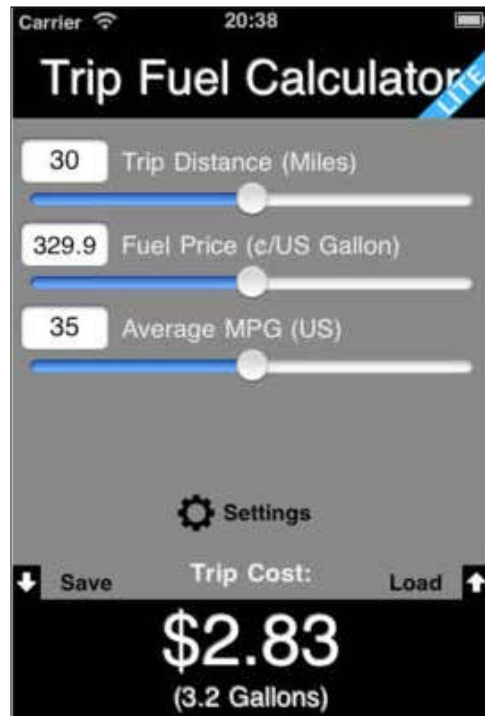 Carrier 20:38
Trip Fuel Calculator
LITE
30 Trip Distance (Miles)
329.9 Fuel Price (c/US Gallon)
35 Average MPG (US)
Settings
Save Trip Cost: Load
$2.83
(3.2 Gallons)